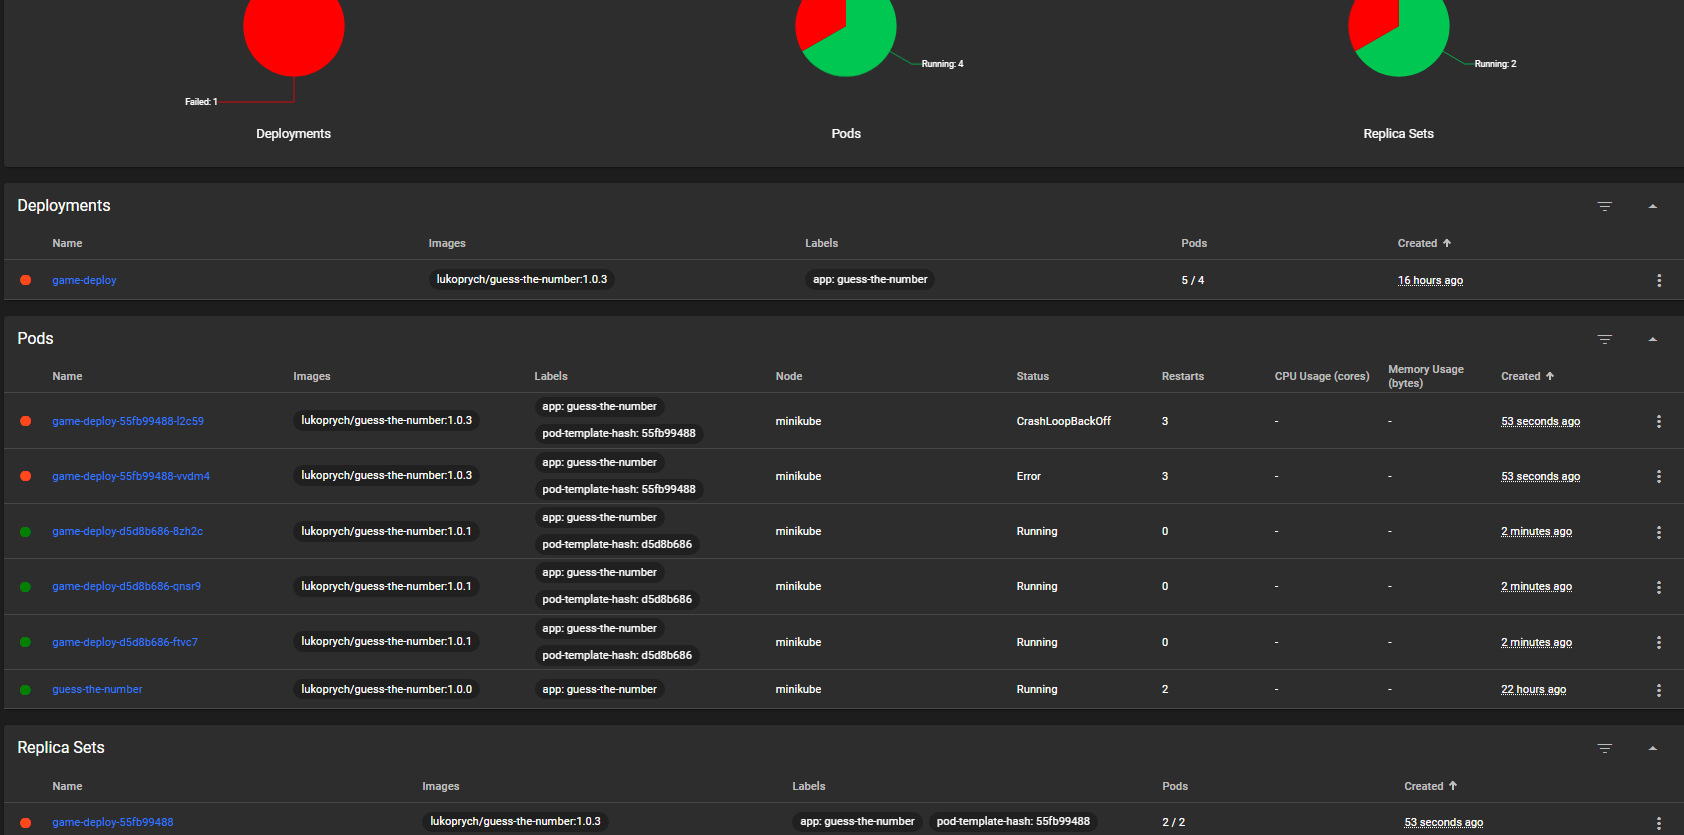 Failed: 1
Running: 4
Running: 2
Deployments
Pods
Replica Sets
Deployments
Name Images Labels Pods Created
game-deploy lukoprych/guess-the-number:1.0.3 app: guess-the-number 5 / 4 16 hours ago
Pods
Name Images Labels Node Status Restarts CPU Usage (cores) Memory Usage (bytes) Created
game-deploy-55fb99488-l2c59 lukoprych/guess-the-number:1.0.3 app: guess-the-number pod-template-hash: 55fb99488 minikube CrashLoopBackOff 3 - - 53 seconds ago
game-deploy-55fb99488-vvdm4 lukoprych/guess-the-number:1.0.3 app: guess-the-number pod-template-hash: 55fb99488 minikube Error 3 - - 53 seconds ago
game-deploy-d5d8b686-8zh2c lukoprych/guess-the-number:1.0.1 app: guess-the-number pod-template-hash: d5d8b686 minikube Running 0 - - 2 minutes ago
game-deploy-d5d8b686-qnsr9 lukoprych/guess-the-number:1.0.1 app: guess-the-number pod-template-hash: d5d8b686 minikube Running 0 - - 2 minutes ago
game-deploy-d5d8b686-ftvc7 lukoprych/guess-the-number:1.0.1 app: guess-the-number pod-template-hash: d5d8b686 minikube Running 0 - - 2 minutes ago
guess-the-number lukoprych/guess-the-number:1.0.0 app: guess-the-number minikube Running 2 - - 22 hours ago
Replica Sets
Name Images Labels Pods Created
game-deploy-55fb99488 lukoprych/guess-the-number:1.0.3 app: guess-the-number pod-template-hash: 55fb99488 2 / 2 53 seconds ago